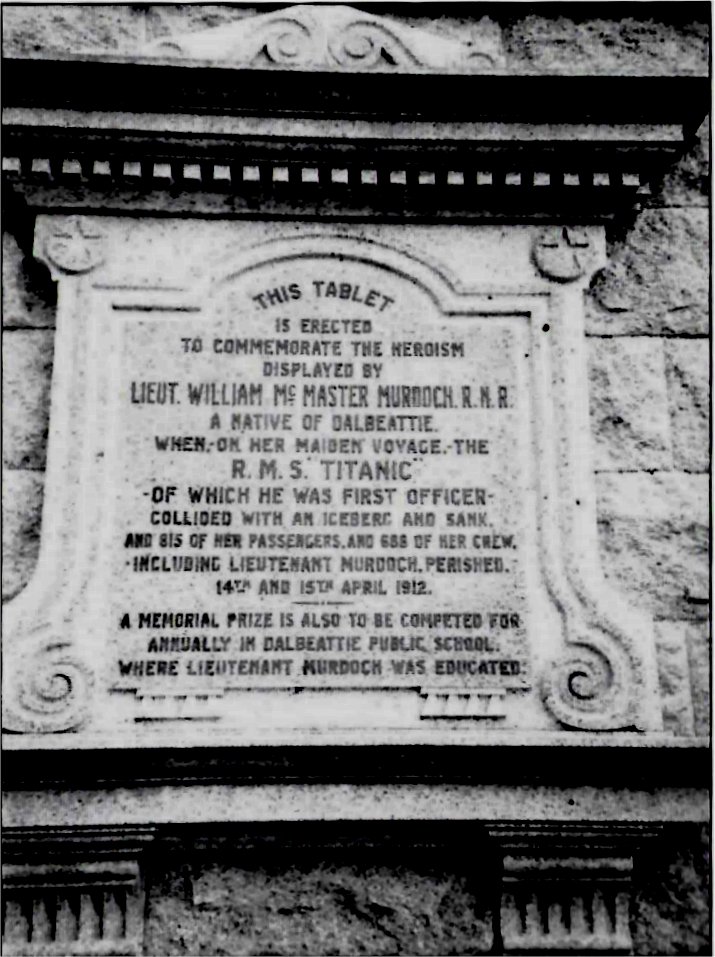 THIS TABLET
IS ERECTED
TO COMMEMORATE THE HEROISM
DISPLAYED BY
LIEUT. WILLIAM Mc MASTER MURDOCH. R.N.R.
A NATIVE OF DALBEATTIE.
WHEN,-ON HER MAIDEN VOYAGE.-THE
R.M.S. "TITANIC"
-OF WHICH HE WAS FIRST OFFICER-
COLLIDED WITH AN ICEBERG AND SANK,
AND 815 OF HER PASSENGERS, AND 688 OF HER CREW,
-INCLUDING LIEUTENANT MURDOCH, PERISHED.-
14TH AND 15TH APRIL 1912.
A MEMORIAL PRIZE IS ALSO TO BE COMPETED FOR
ANNUALLY IN DALBEATTIE PUBLIC SCHOOL.
WHERE LIEUTENANT MURDOCH WAS EDUCATED.